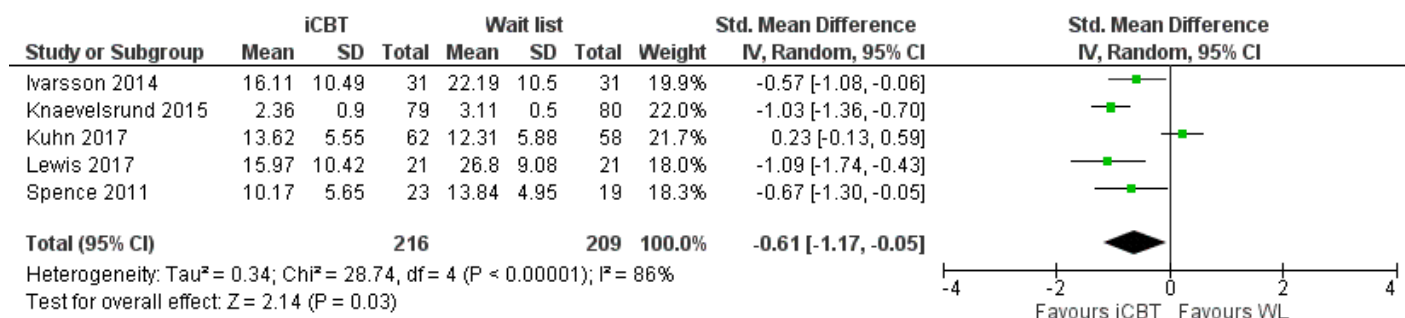 iCBT Wait list Std. Mean Difference Std. Mean Difference
Study or Subgroup Mean SD Total Mean SD Total Weight IV, Random, 95% CI IV, Random, 95% CI
Ivarsson 2014 16.11 10.49 31 22.19 10.5 31 19.9% -0.57 [-1.08, -0.06]
Knaevelsrund 2015 2.36 0.9 79 3.11 0.5 80 22.0% -1.03 [-1.36, -0.70]
Kuhn 2017 13.62 5.55 62 12.31 5.88 58 21.7% 0.23 [-0.13, 0.59]
Lewis 2017 15.97 10.42 21 26.8 9.08 21 18.0% -1.09 [-1.74, -0.43]
Spence 2011 10.17 5.65 23 13.84 4.95 19 18.3% -0.67 [-1.30, -0.05]
Total (95% CI) 216 209 100.0% -0.61 [-1.17, -0.05]
Heterogeneity: Tau² = 0.34; Chi² = 28.74, df = 4 (P < 0.00001); I² = 86%
Test for overall effect: Z = 2.14 (P = 0.03)
-4 -2 0 2 4
Favours iCBT Favours WL